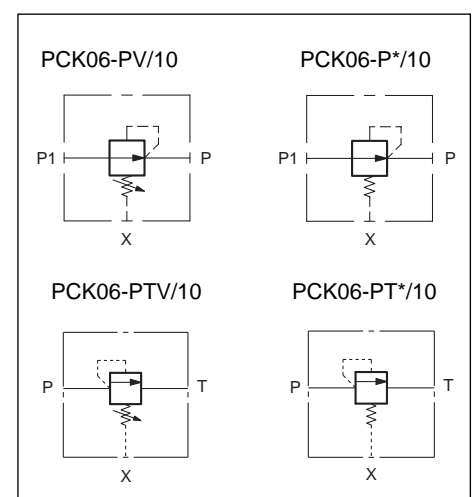 PCK06-PV/10 PCK06-P*/10
P1 P P1 P
X X
PCK06-PTV/10 PCK06-PT*/10
P T P T
X X